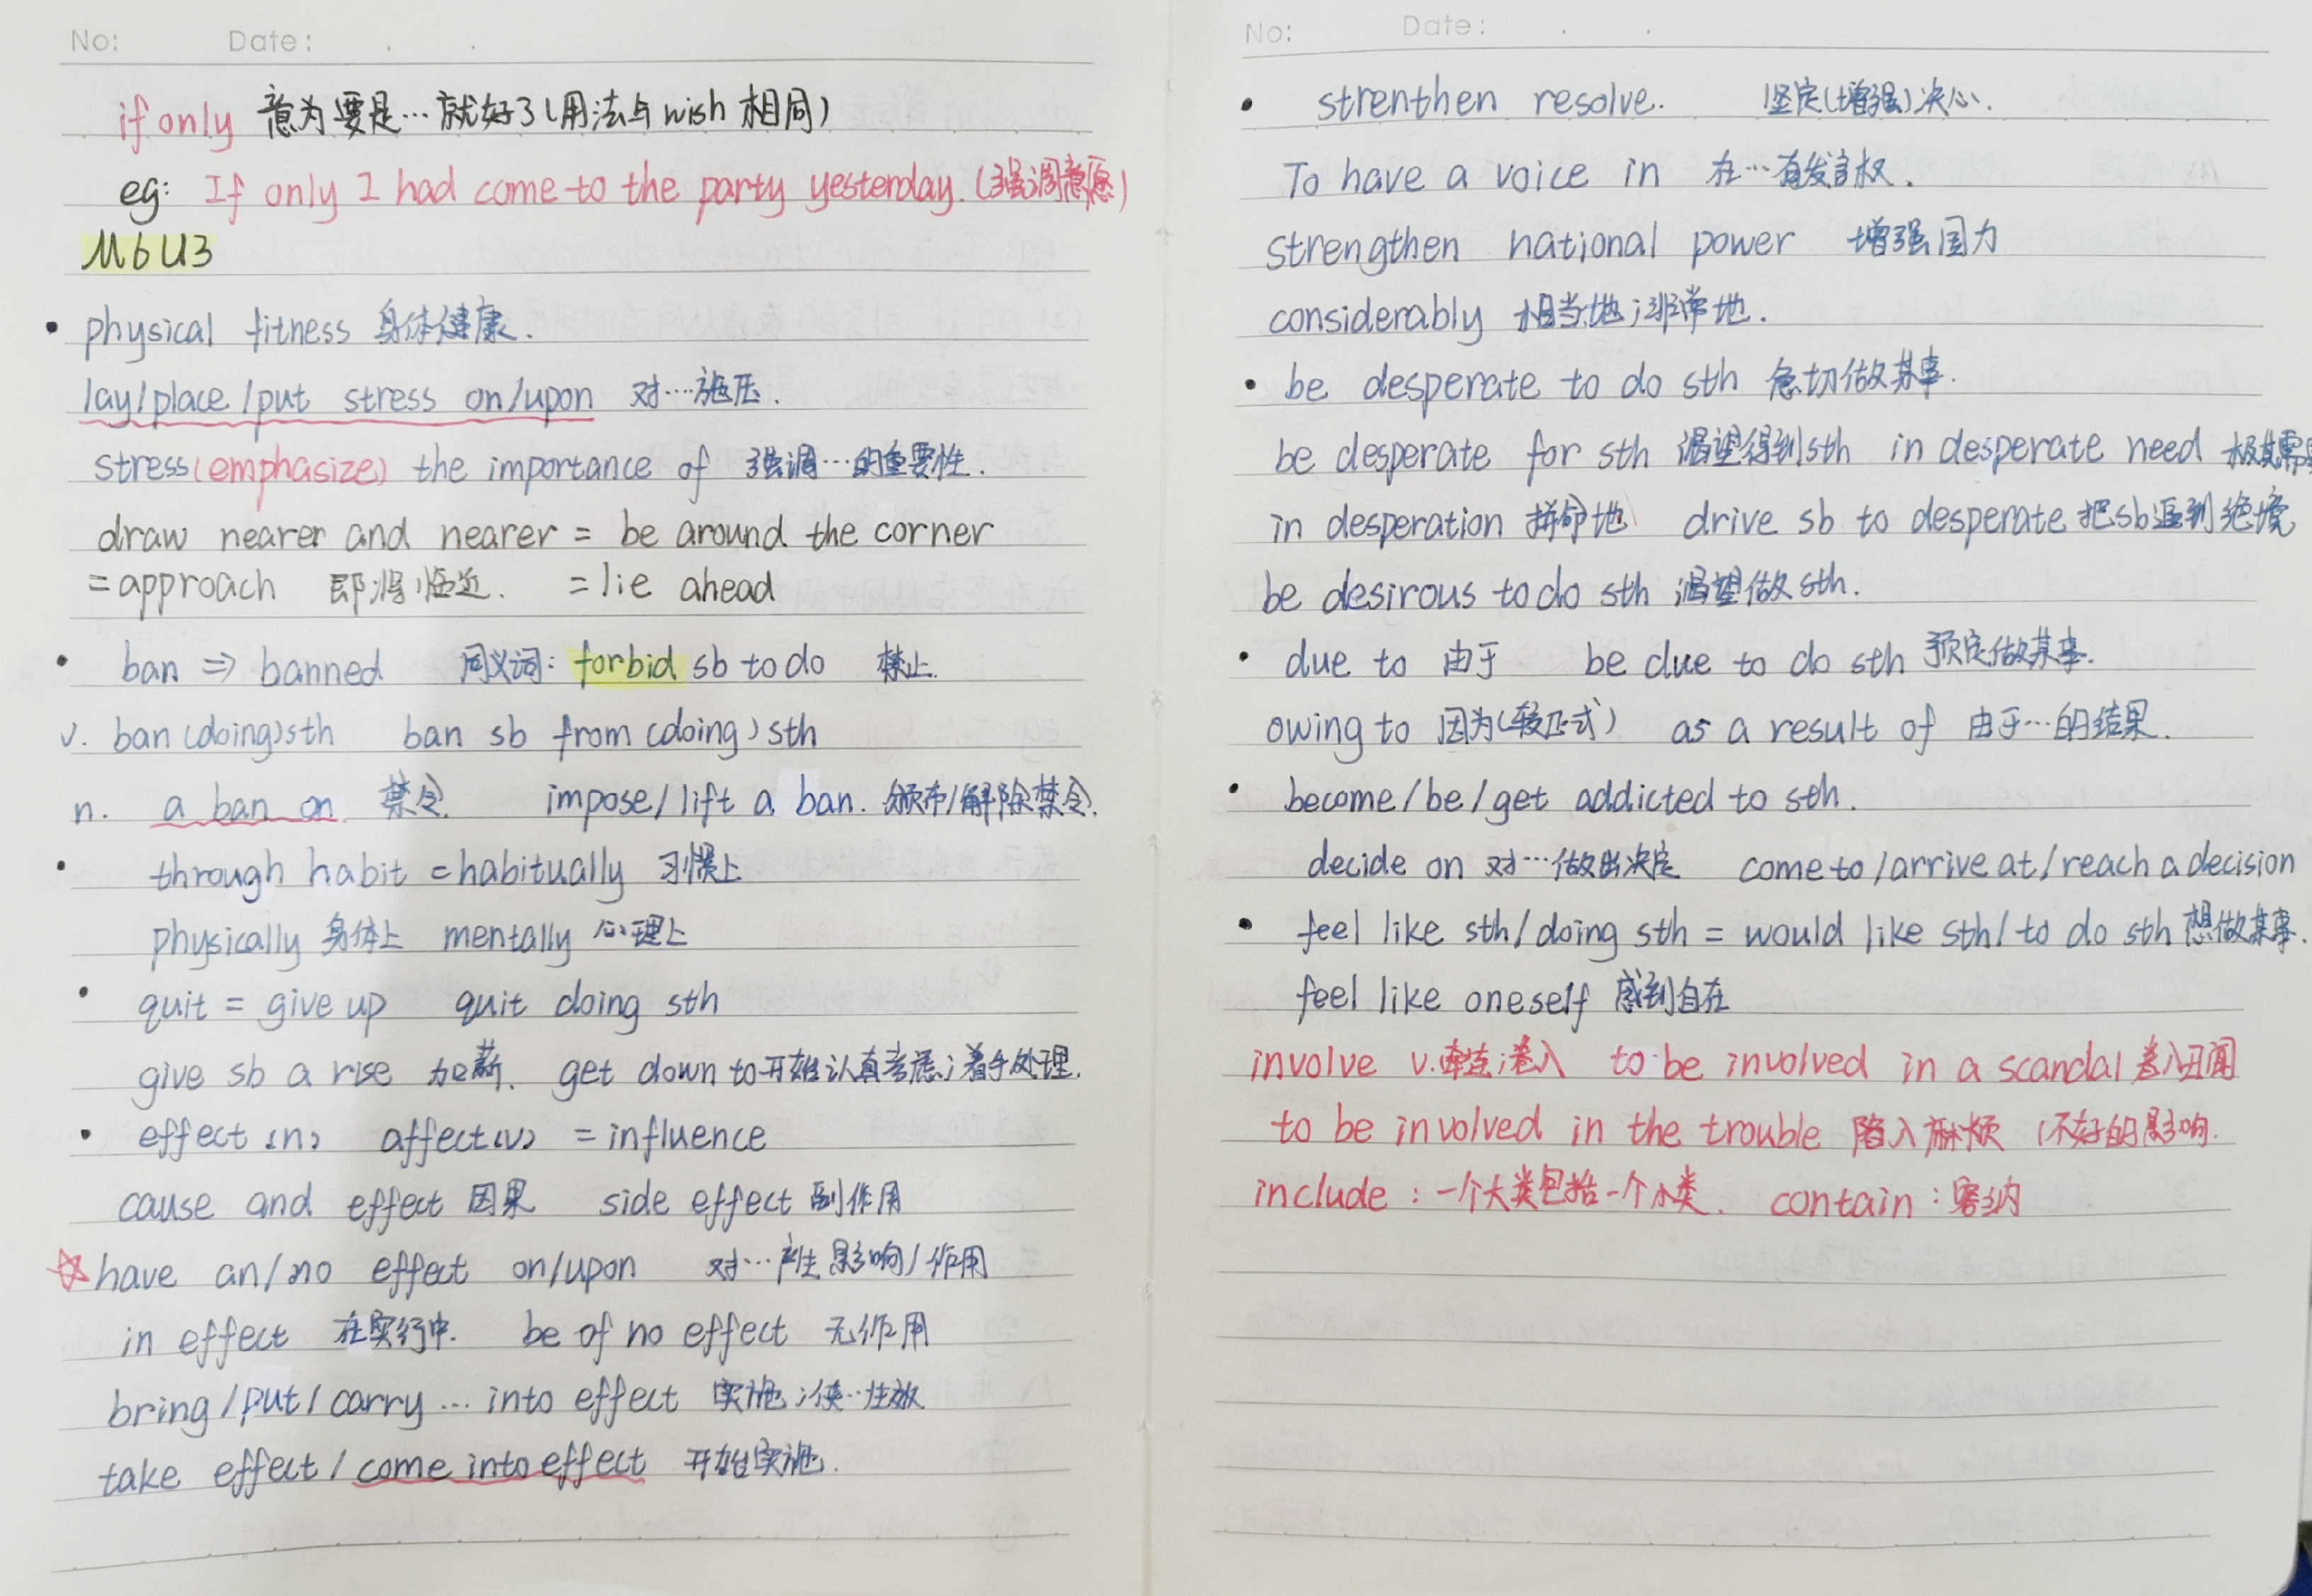 No:  Date:  .  .
if only 意为要是…就好了(用法与wish相同)
eg: If only I had come to the party yesterday.(强调意愿)
M6U3
• physical fitness 身体健康.
lay/place/put stress on/upon 对…施压.
stress(emphasize) the importance of 强调…的重要性.
draw nearer and nearer = be around the corner
=approach 即将临近. =lie ahead
• ban ⇒ banned 同义词: forbid sb to do 禁止.
v. ban (doing)sth ban sb from (doing)sth
n. a ban on 禁令. impose/lift a ban. 颁布/解除禁令.
• through habit =habitually 习惯上
physically 身体上 mentally 心理上
• quit = give up quit doing sth
give sb a rise 加薪. get down to开始认真考虑;着手处理.
• effect (n) affect(v) =influence
cause and effect 因果 side effect 副作用
☆have an/no effect on/upon 对…产生影响/作用
in effect 在实行中. be of no effect 无作用
bring/put/carry … into effect 实施;使…生效
take effect/come into effect 开始实施.
No:  Date:  .  .
• strenthen resolve. 坚定(增强)决心.
To have a voice in 在…有发言权.
strengthen national power 增强国力
considerably 相当地;非常地.
• be desperate to do sth 急切做某事.
be desperate for sth 渴望得到sth in desperate need 极其需
in desperation 拼命地 drive sb to desperate 把sb逼到绝境
be desirous to do sth 渴望做sth.
• due to 由于 be due to do sth 预定做某事.
owing to 因为(较正式) as a result of 由于…的结果.
• become/be/get addicted to sth.
decide on 对…做出决定 come to/arrive at/reach a decision
• feel like sth/doing sth = would like sth/to do sth 想做某事.
feel like oneself 感到自在
involve v.牵连;卷入 to be involved in a scandal 卷入丑闻
to be involved in the trouble 陷入麻烦 (不好的影响.
include : 一个大类包括一个小类. contain : 容纳